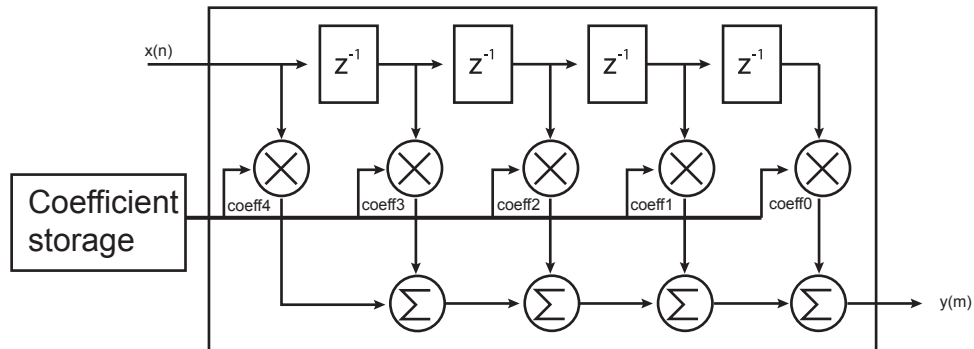 x(n)
z⁻¹ z⁻¹ z⁻¹ z⁻¹
Coefficient
storage
coeff4 coeff3 coeff2 coeff1 coeff0
Σ Σ Σ Σ
y(m)